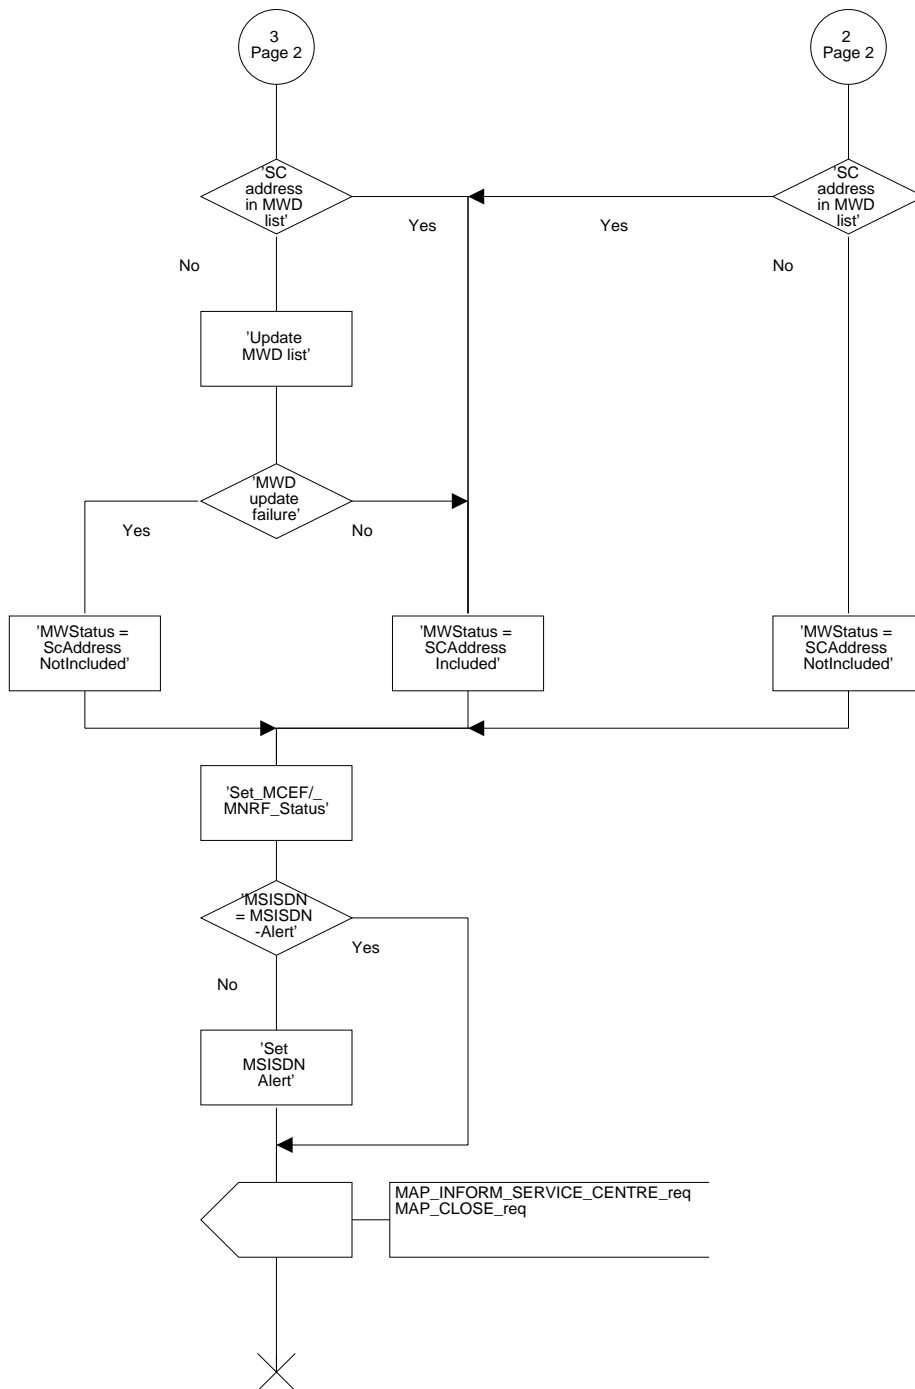 3
Page 2
2
Page 2
'SC
address
in MWD
list'
'SC
address
in MWD
list'
Yes
Yes
No
No
'Update
MWD list'
'MWD
update
failure'
Yes
No
'MWStatus =
ScAddress
NotIncluded'
'MWStatus =
SCAddress
Included'
'MWStatus =
SCAddress
NotIncluded'
'Set_MCEF/_
MNRF_Status'
'MSISDN
= MSISDN
-Alert'
Yes
No
'Set
MSISDN
Alert'
MAP_INFORM_SERVICE_CENTRE_req
MAP_CLOSE_req